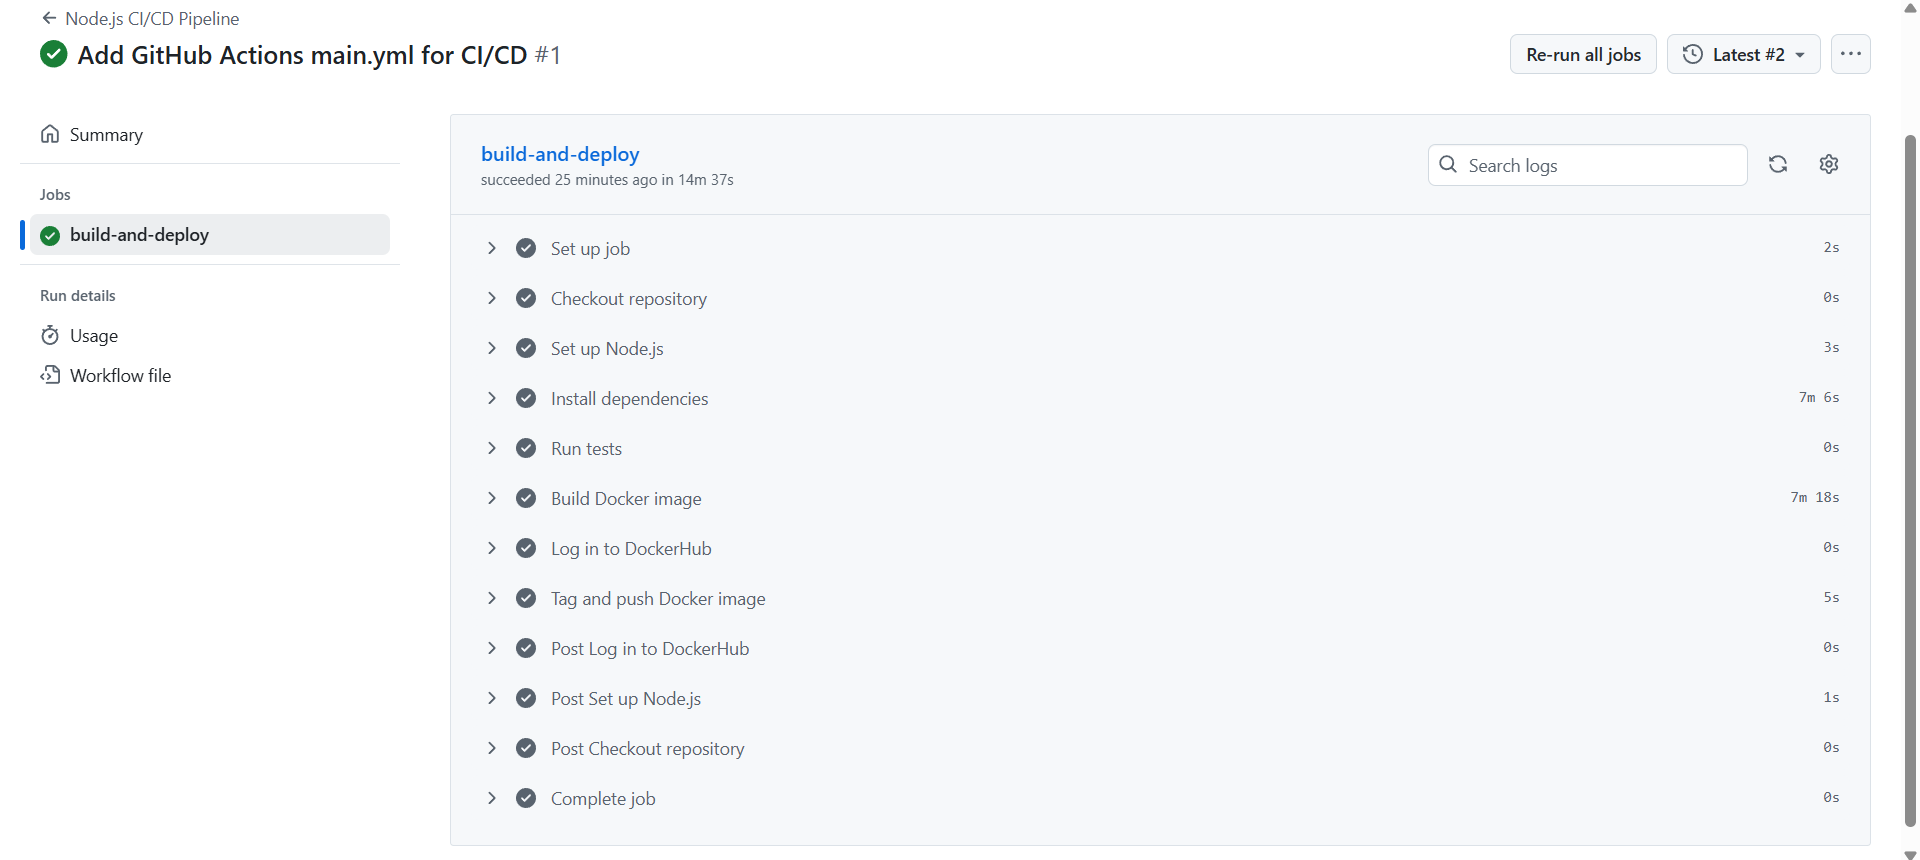 Node.js CI/CD Pipeline
Add GitHub Actions main.yml for CI/CD #1
Re-run all jobs
Latest #2
Summary
Jobs
build-and-deploy
Run details
Usage
Workflow file
build-and-deploy
succeeded 25 minutes ago in 14m 37s
Search logs
Set up job 2s
Checkout repository 0s
Set up Node.js 3s
Install dependencies 7m 6s
Run tests 0s
Build Docker image 7m 18s
Log in to DockerHub 0s
Tag and push Docker image 5s
Post Log in to DockerHub 0s
Post Set up Node.js 1s
Post Checkout repository 0s
Complete job 0s